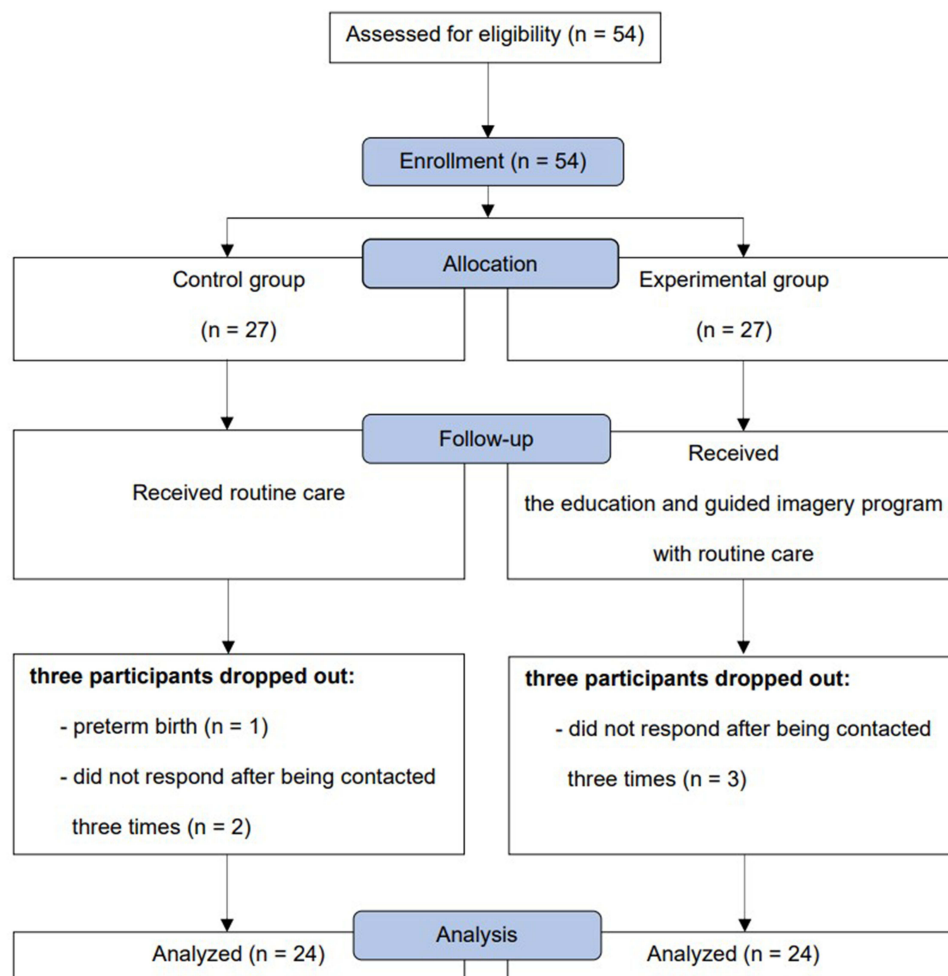 Assessed for eligibility (n = 54)
Enrollment (n = 54)
Allocation
Control group
(n = 27)
Experimental group
(n = 27)
Follow-up
Received routine care
Received
the education and guided imagery program
with routine care
three participants dropped out:
- preterm birth (n = 1)
- did not respond after being contacted
three times (n = 2)
three participants dropped out:
- did not respond after being contacted
three times (n = 3)
Analysis
Analyzed (n = 24)
Analyzed (n = 24)